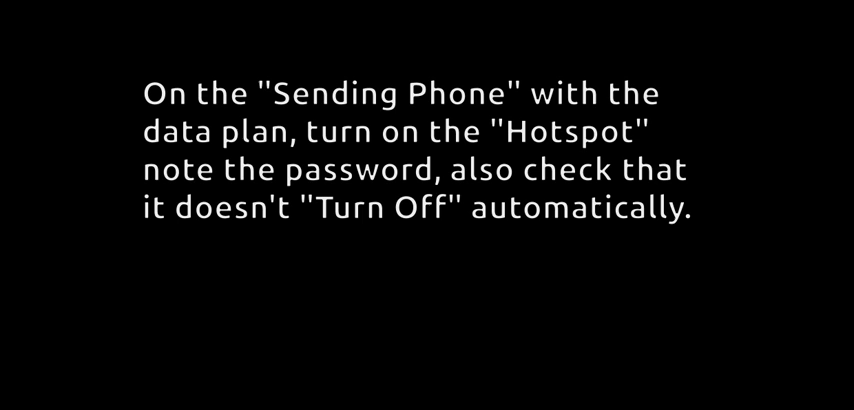 On the "Sending Phone" with the
data plan, turn on the "Hotspot"
note the password, also check that
it doesn't "Turn Off" automatically.